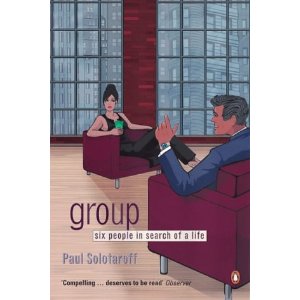 group
six people in search of a life
Paul Solotaroff
'Compelling ... deserves to be read' Observer